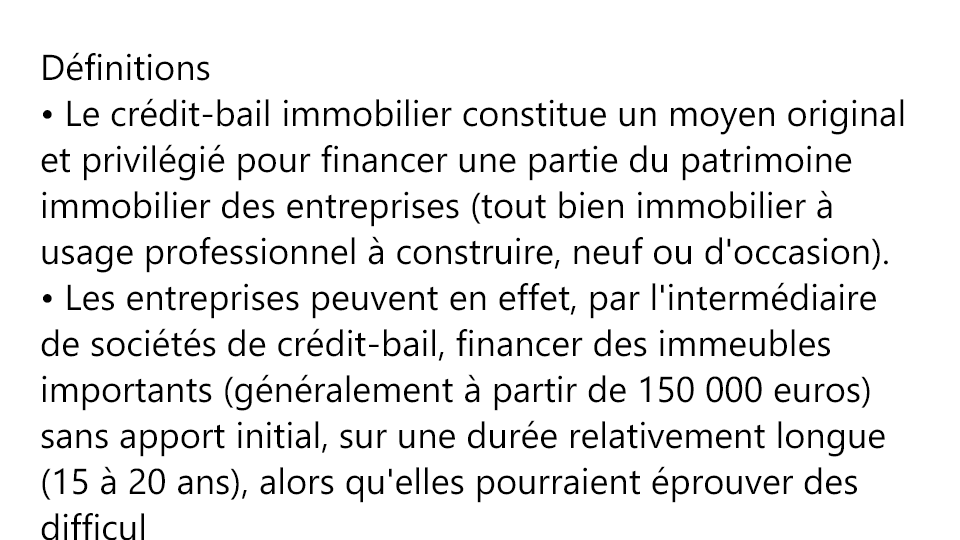 Définitions
• Le crédit-bail immobilier constitue un moyen original
et privilégié pour financer une partie du patrimoine
immobilier des entreprises (tout bien immobilier à
usage professionnel à construire, neuf ou d'occasion).
• Les entreprises peuvent en effet, par l'intermédiaire
de sociétés de crédit-bail, financer des immeubles
importants (généralement à partir de 150 000 euros)
sans apport initial, sur une durée relativement longue
(15 à 20 ans), alors qu'elles pourraient éprouver des
difficul